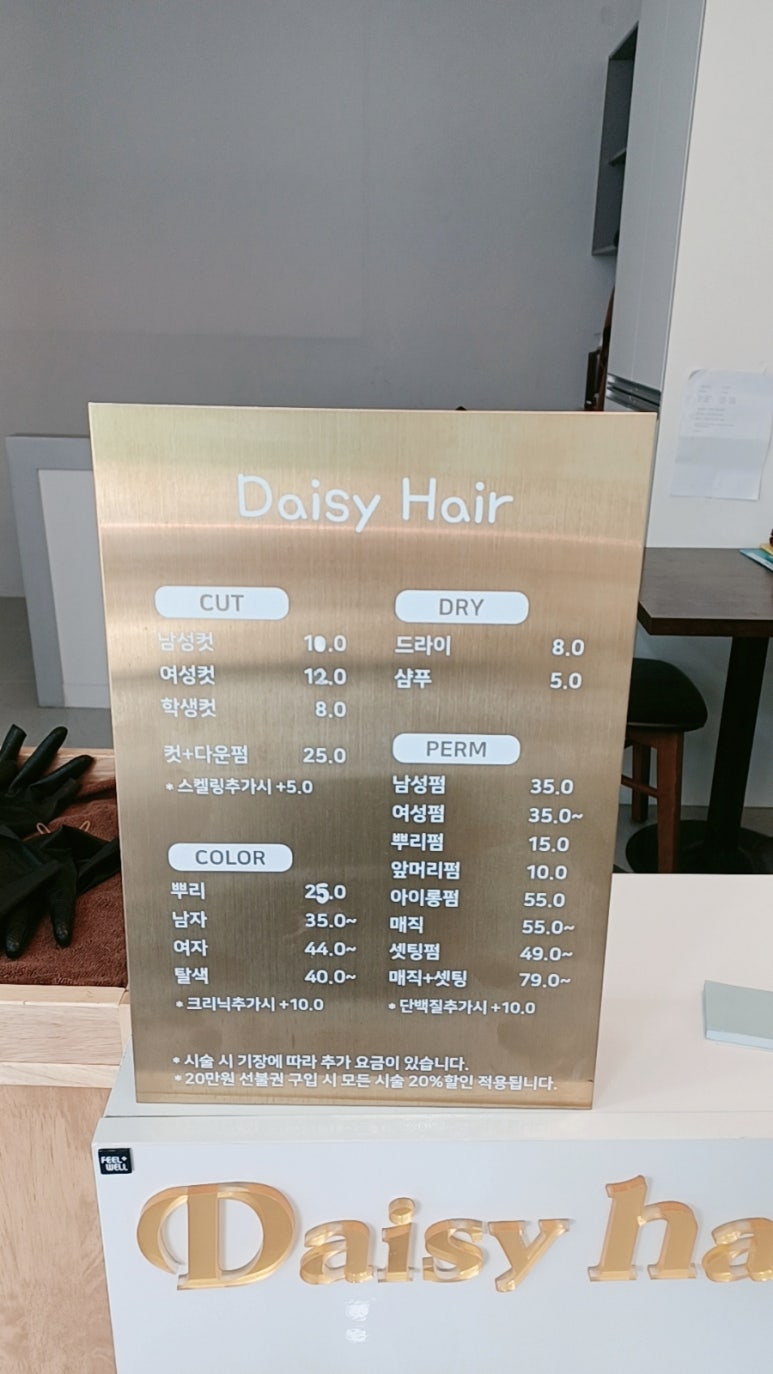 Daisy Hair
CUT
남성컷 10.0
여성컷 12.0
학생컷 8.0
컷+다운펌 25.0
* 스켈링추가시 +5.0
COLOR
뿌리 25.0
남자 35.0~
여자 44.0~
탈색 40.0~
* 크리닉추가시 +10.0
DRY
드라이 8.0
샴푸 5.0
PERM
남성펌 35.0
여성펌 35.0~
뿌리펌 15.0
앞머리펌 10.0
아이롱펌 55.0
매직 55.0~
셋팅펌 49.0~
매직+셋팅 79.0~
* 단백질추가시 +10.0
* 시술 시 기장에 따라 추가 요금이 있습니다.
* 20만원 선불권 구입 시 모든 시술 20%할인 적용됩니다.
FEEL+
WELL
Daisy ha